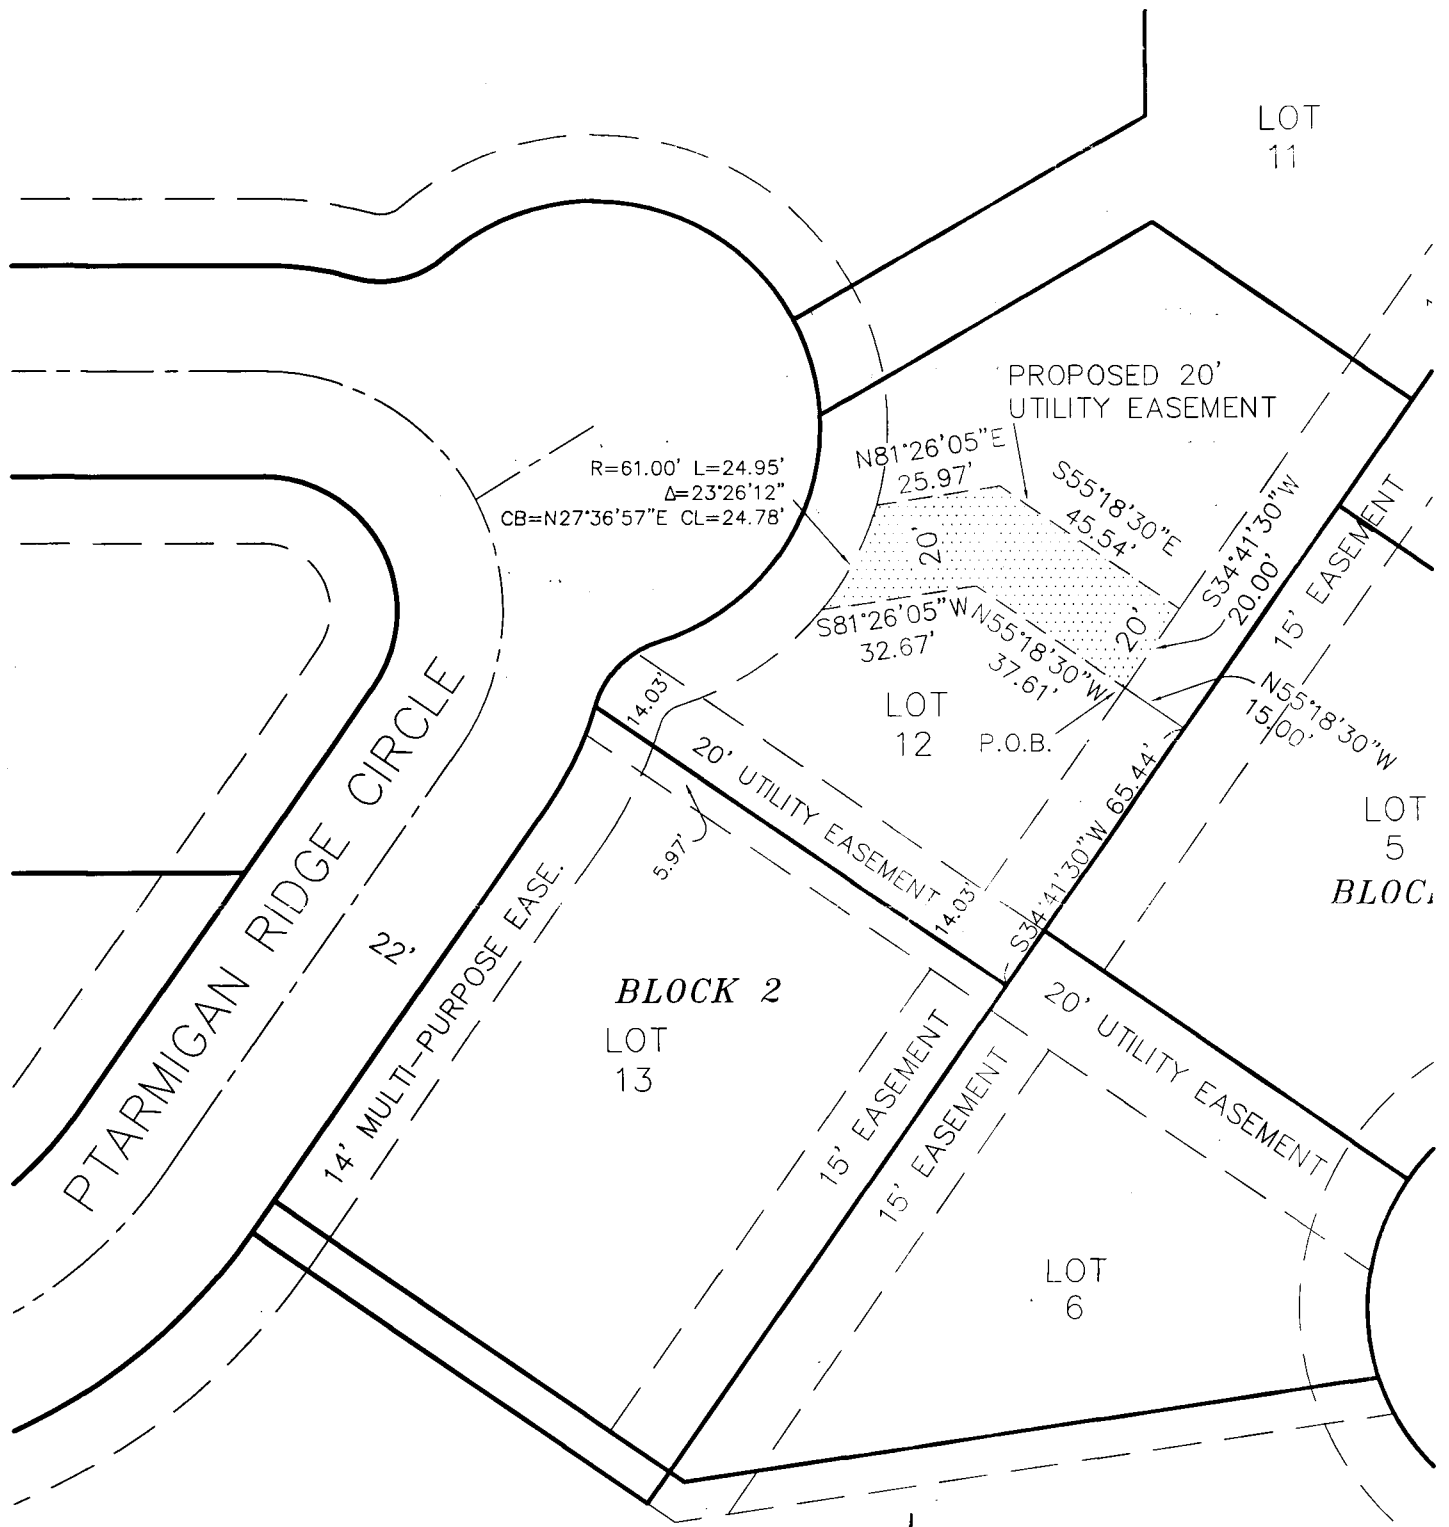 LOT
11
PROPOSED 20'
UTILITY EASEMENT
N81°26'05"E
25.97'
S55°18'30"E
45.54'
R=61.00' L=24.95'
Δ=23°26'12"
CB=N27°36'57"E CL=24.78'
20'
S34°41'30"W
20.00'
15' EASEMENT
S81°26'05"W
32.67'
N55°18'30"W
37.61'
20'
N55°18'30"W
15.00'
LOT
12
P.O.B.
14.03'
20' UTILITY EASEMENT
14.03'
5.97'
S34°41'30"W 65.44'
LOT
5
PTARMIGAN RIDGE CIRCLE
22'
14' MULTI-PURPOSE EASE.
BLOCK 2
LOT
13
15' EASEMENT
15' EASEMENT
20' UTILITY EASEMENT
LOT
6